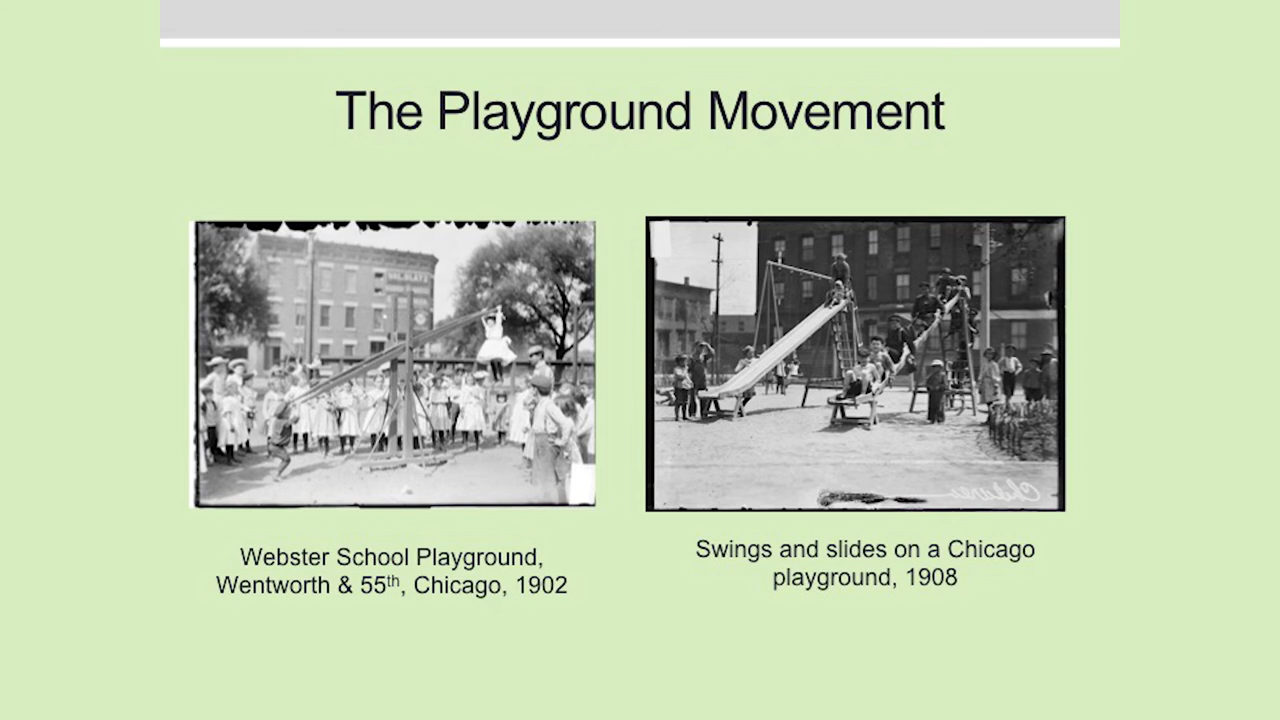 The Playground Movement
Webster School Playground,
Wentworth & 55th, Chicago, 1902
Swings and slides on a Chicago
playground, 1908